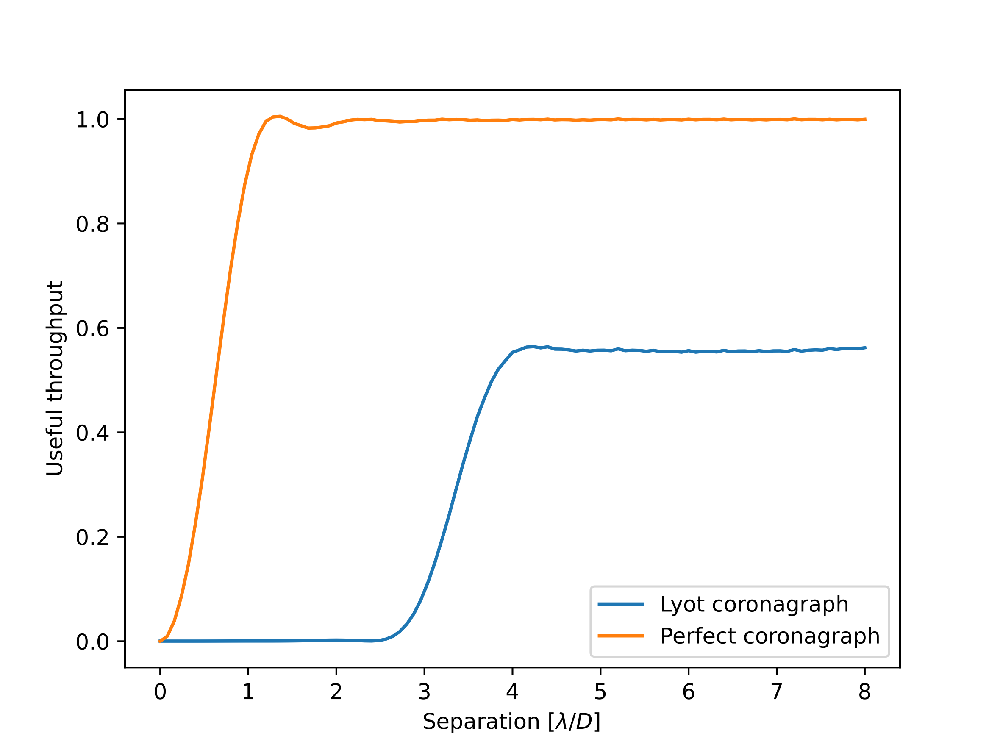 1.0
0.8
0.6
0.4
0.2
0.0
Useful throughput
Lyot coronagraph
Perfect coronagraph
0 1 2 3 4 5 6 7 8
Separation [λ/D]